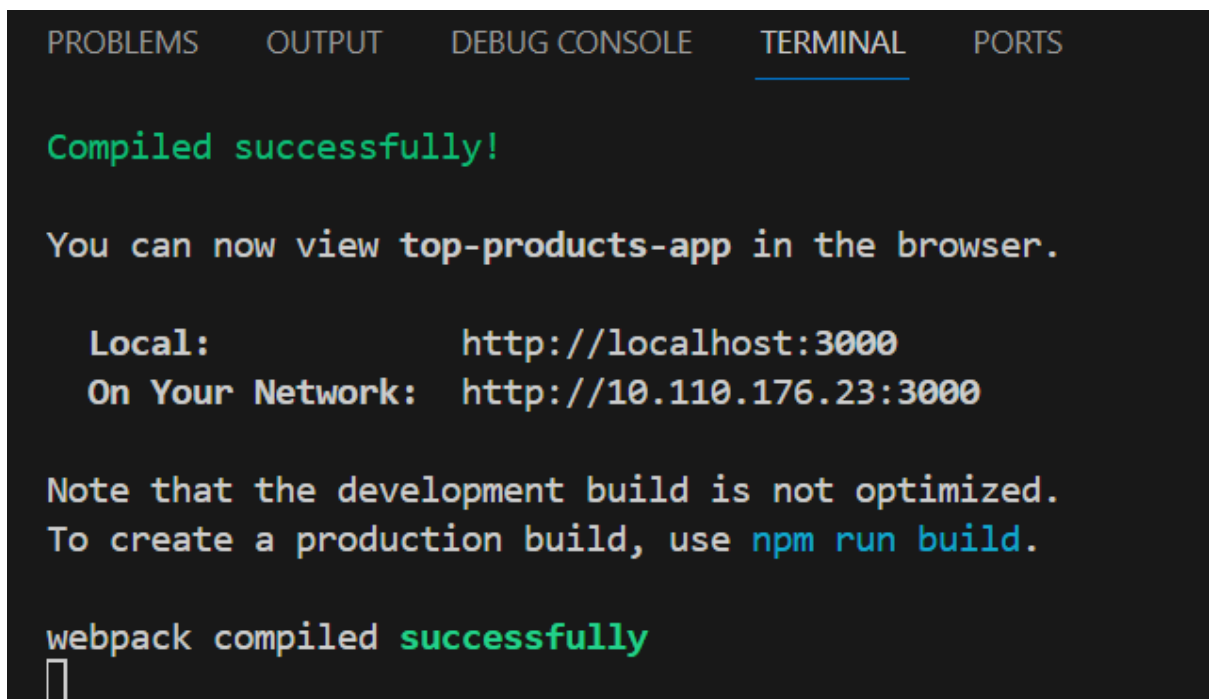 PROBLEMS OUTPUT DEBUG CONSOLE TERMINAL PORTS
Compiled successfully!
You can now view top-products-app in the browser.
Local: http://localhost:3000
On Your Network: http://10.110.176.23:3000
Note that the development build is not optimized.
To create a production build, use npm run build.
webpack compiled successfully